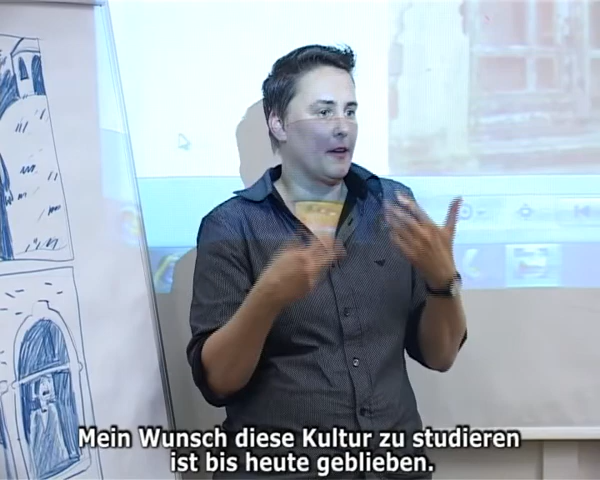 Mein Wunsch diese Kultur zu studieren
ist bis heute geblieben.